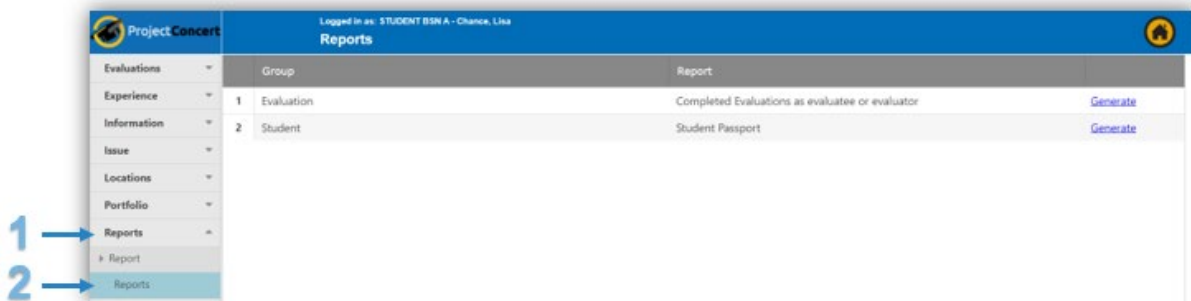 ProjectConcert
Logged in as: STUDENT BSN A - Chance, Lisa
Reports
Evaluations
Experience
Information
Issue
Locations
Portfolio
Reports
Report
Reports
Group Report
1 Evaluation Completed Evaluations as evaluatee or evaluator Generate
2 Student Student Passport Generate
1
2